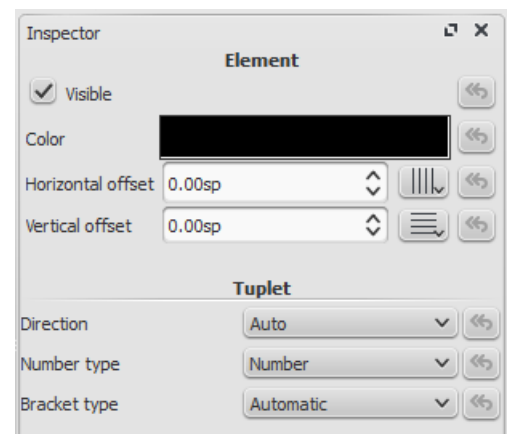 Inspector
Element
Visible
Color
Horizontal offset 0.00sp
Vertical offset 0.00sp
Tuplet
Direction Auto
Number type Number
Bracket type Automatic